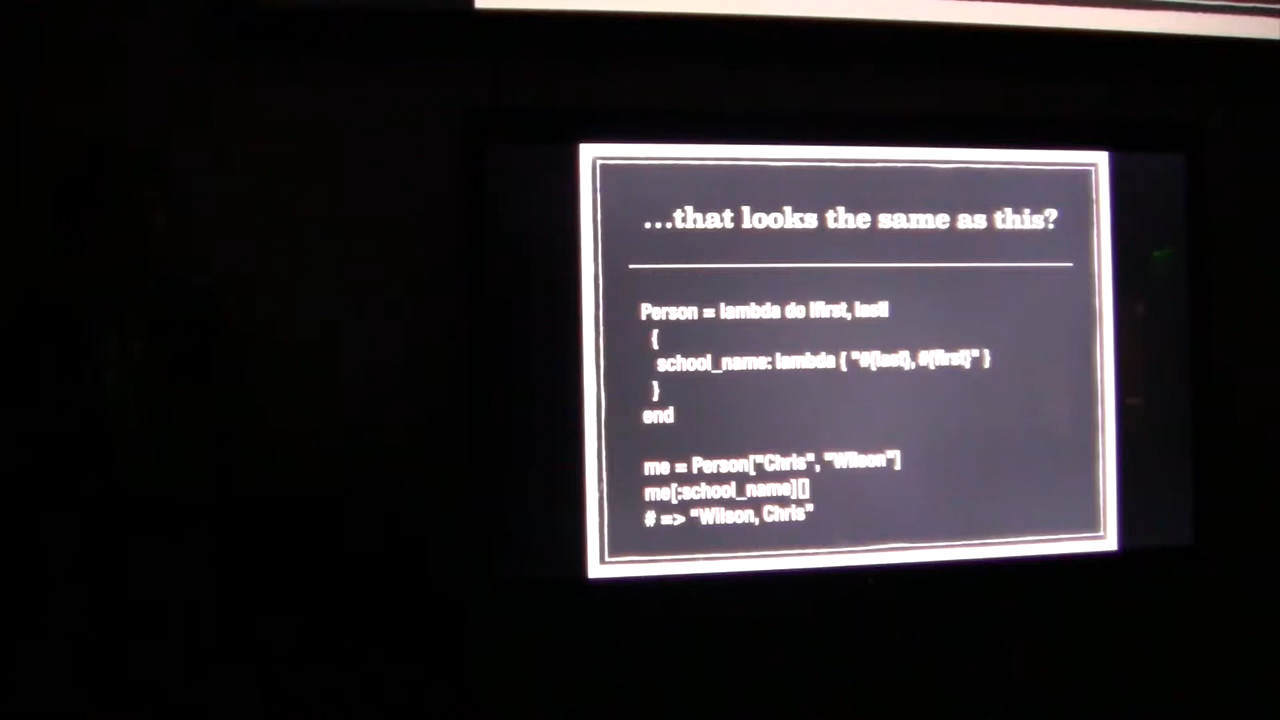 ...that looks the same as this?
Person = lambda do |first, last|
{
school_name: lambda { "#{last}, #{first}" }
}
end
me = Person["Chris", "Wilson"]
me[:school_name][]
# => "Wilson, Chris"